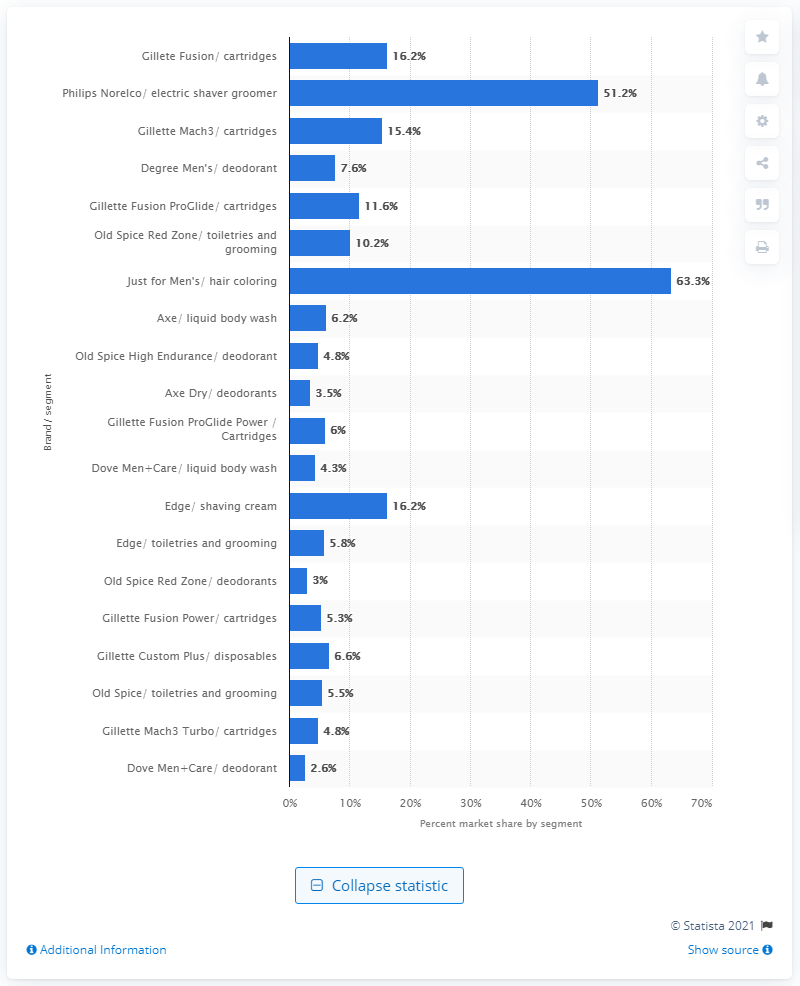 Gillete Fusion/ cartridges 16.2%
Philips Norelco/ electric shaver groomer 51.2%
Gillette Mach3/ cartridges 15.4%
Degree Men's/ deodorant 7.6%
Gillette Fusion ProGlide/ cartridges 11.6%
Old Spice Red Zone/ toiletries and
grooming 10.2%
Just for Men's/ hair coloring 63.3%
Axe/ liquid body wash 6.2%
Old Spice High Endurance/ deodorant 4.8%
Axe Dry/ deodorants 3.5%
Gillette Fusion ProGlide Power /
Cartridges 6%
Dove Men+Care/ liquid body wash 4.3%
Edge/ shaving cream 16.2%
Edge/ toiletries and grooming 5.8%
Old Spice Red Zone/ deodorants 3%
Gillette Fusion Power/ cartridges 5.3%
Gillette Custom Plus/ disposables 6.6%
Old Spice/ toiletries and grooming 5.5%
Gillette Mach3 Turbo/ cartridges 4.8%
Dove Men+Care/ deodorant 2.6%
Brand/ segment
0% 10% 20% 30% 40% 50% 60% 70%
Percent market share by segment
Collapse statistic
© Statista 2021
Additional Information
Show source